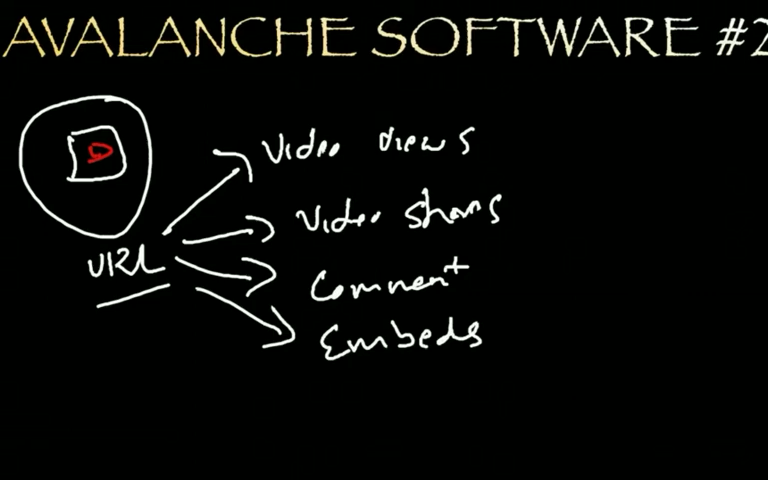 AVALANCHE SOFTWARE #2
Video views
Video shares
URL
Comment
Embeds